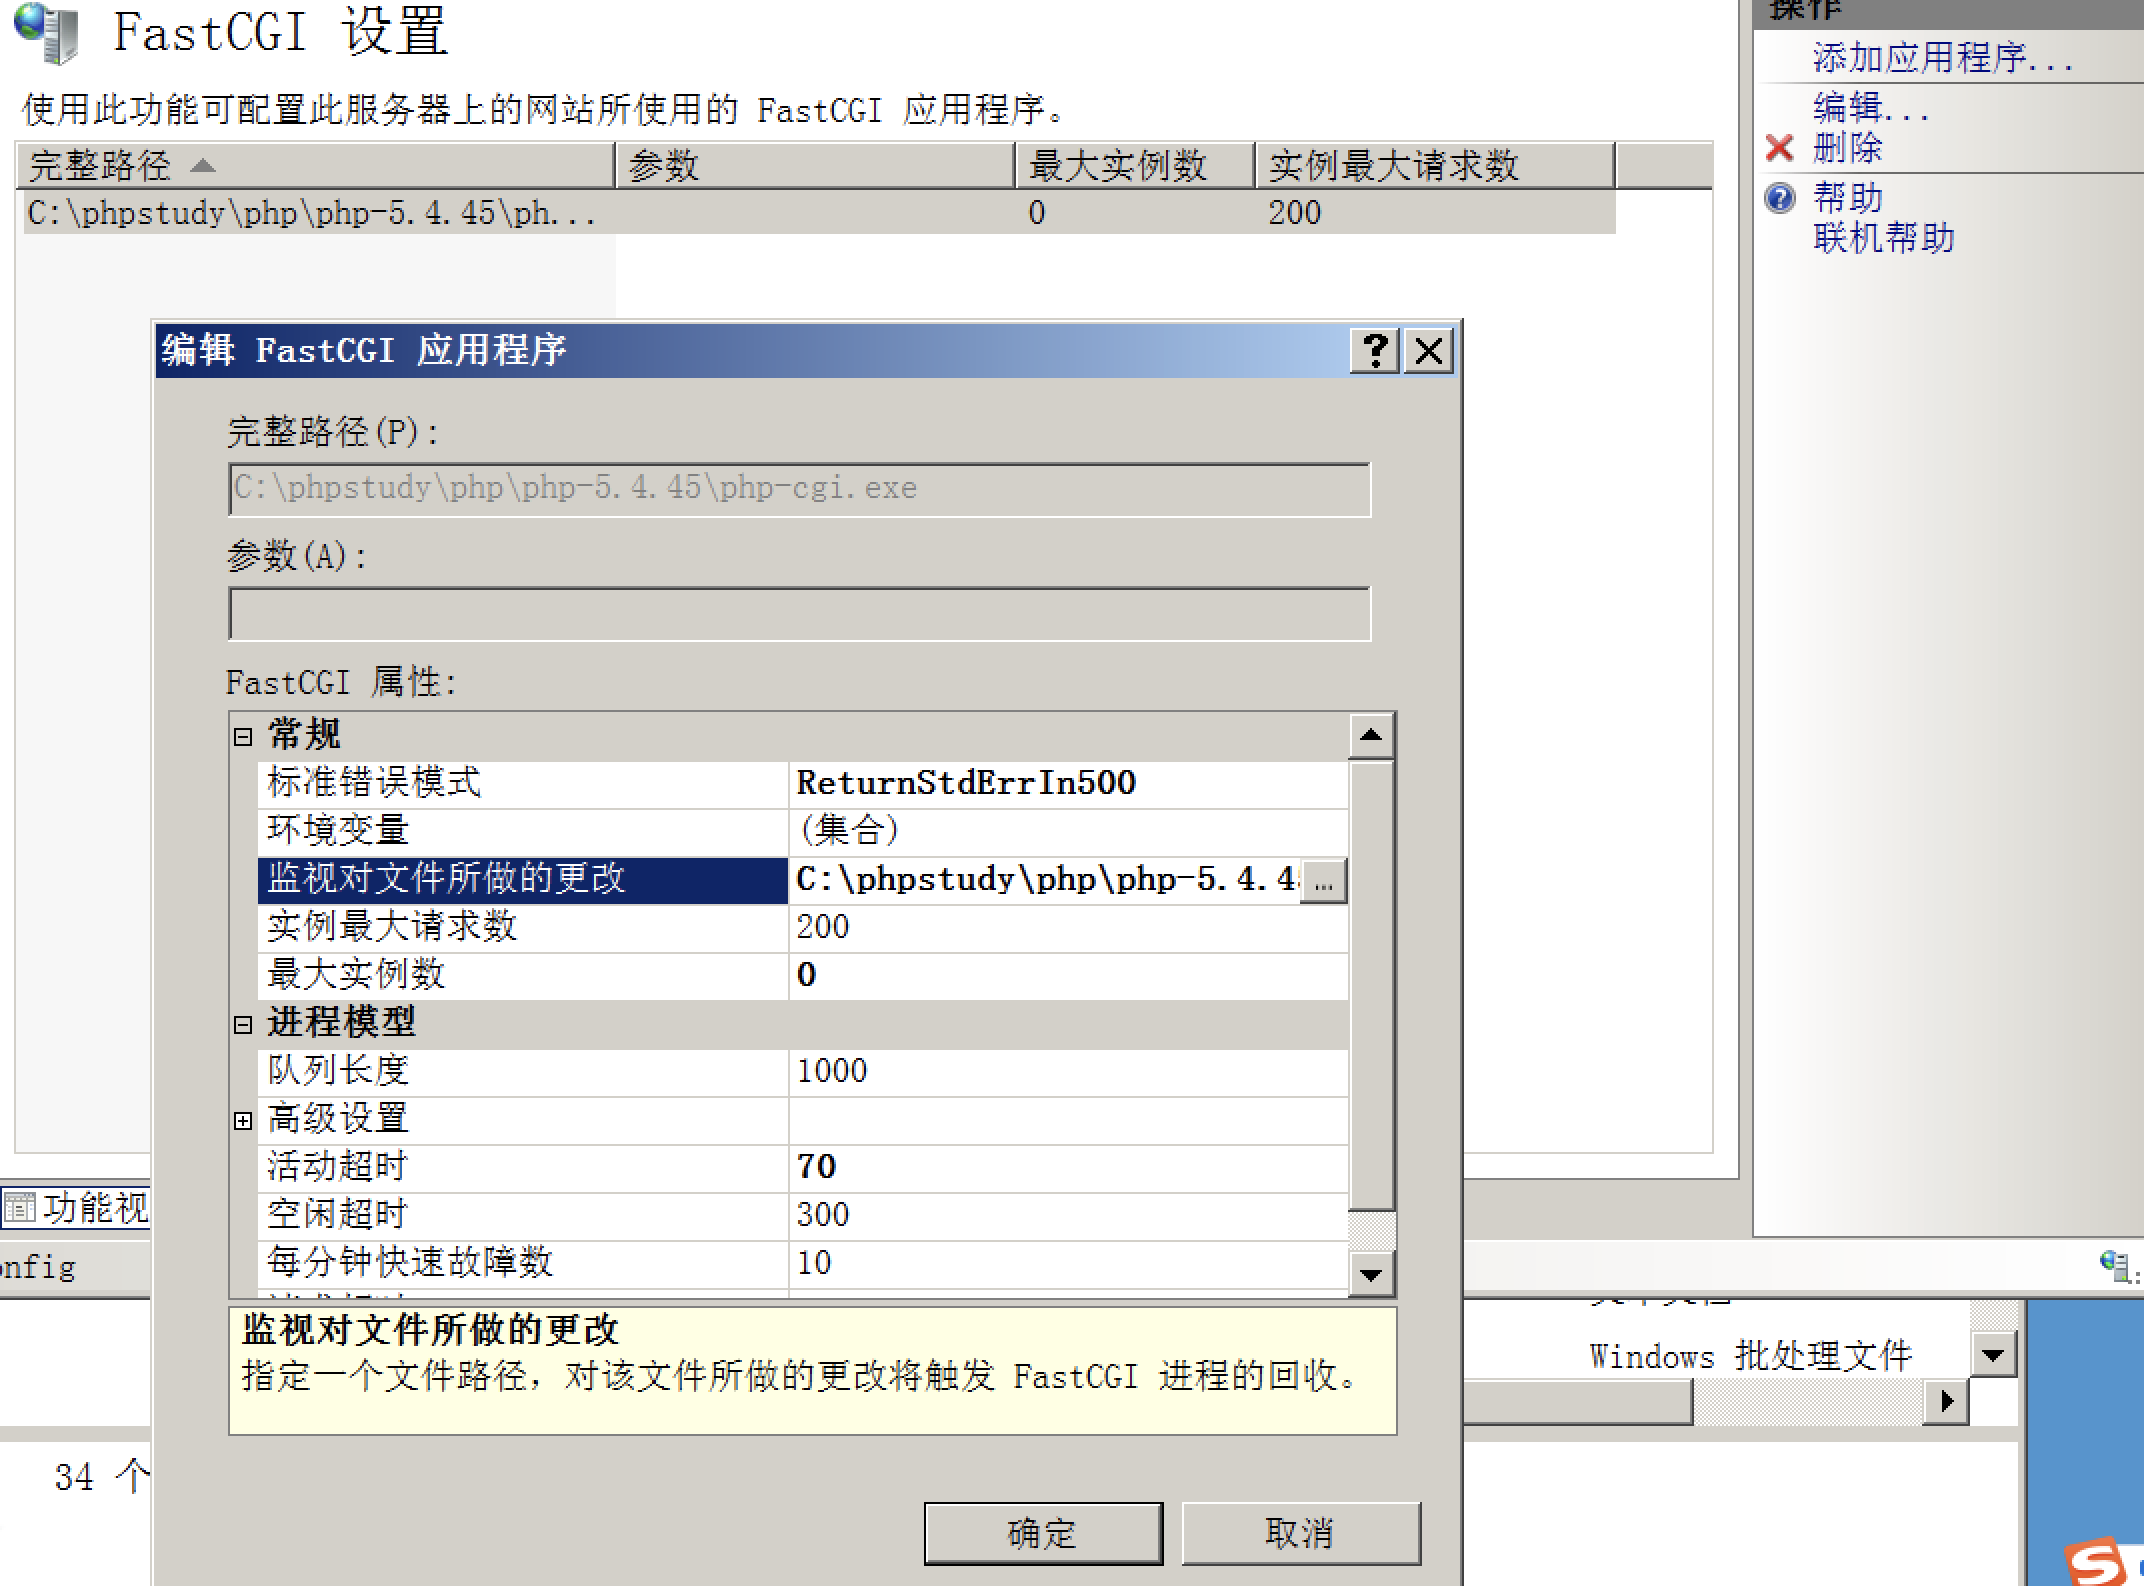 FastCGI 设置
使用此功能可配置此服务器上的网站所使用的 FastCGI 应用程序。
完整路径 参数 最大实例数 实例最大请求数
C:\phpstudy\php\php-5.4.45\ph... 0 200
操作
添加应用程序...
编辑...
删除
帮助
联机帮助
编辑 FastCGI 应用程序
完整路径(P):
C:\phpstudy\php\php-5.4.45\php-cgi.exe
参数(A):
FastCGI 属性:
常规
标准错误模式 ReturnStdErrIn500
环境变量 (集合)
监视对文件所做的更改 C:\phpstudy\php\php-5.4.4 ...
实例最大请求数 200
最大实例数 0
进程模型
队列长度 1000
高级设置
活动超时 70
空闲超时 300
每分钟快速故障数 10
监视对文件所做的更改
指定一个文件路径，对该文件所做的更改将触发 FastCGI 进程的回收。
确定 取消
功能视
nfig
Windows 批处理文件
34 个